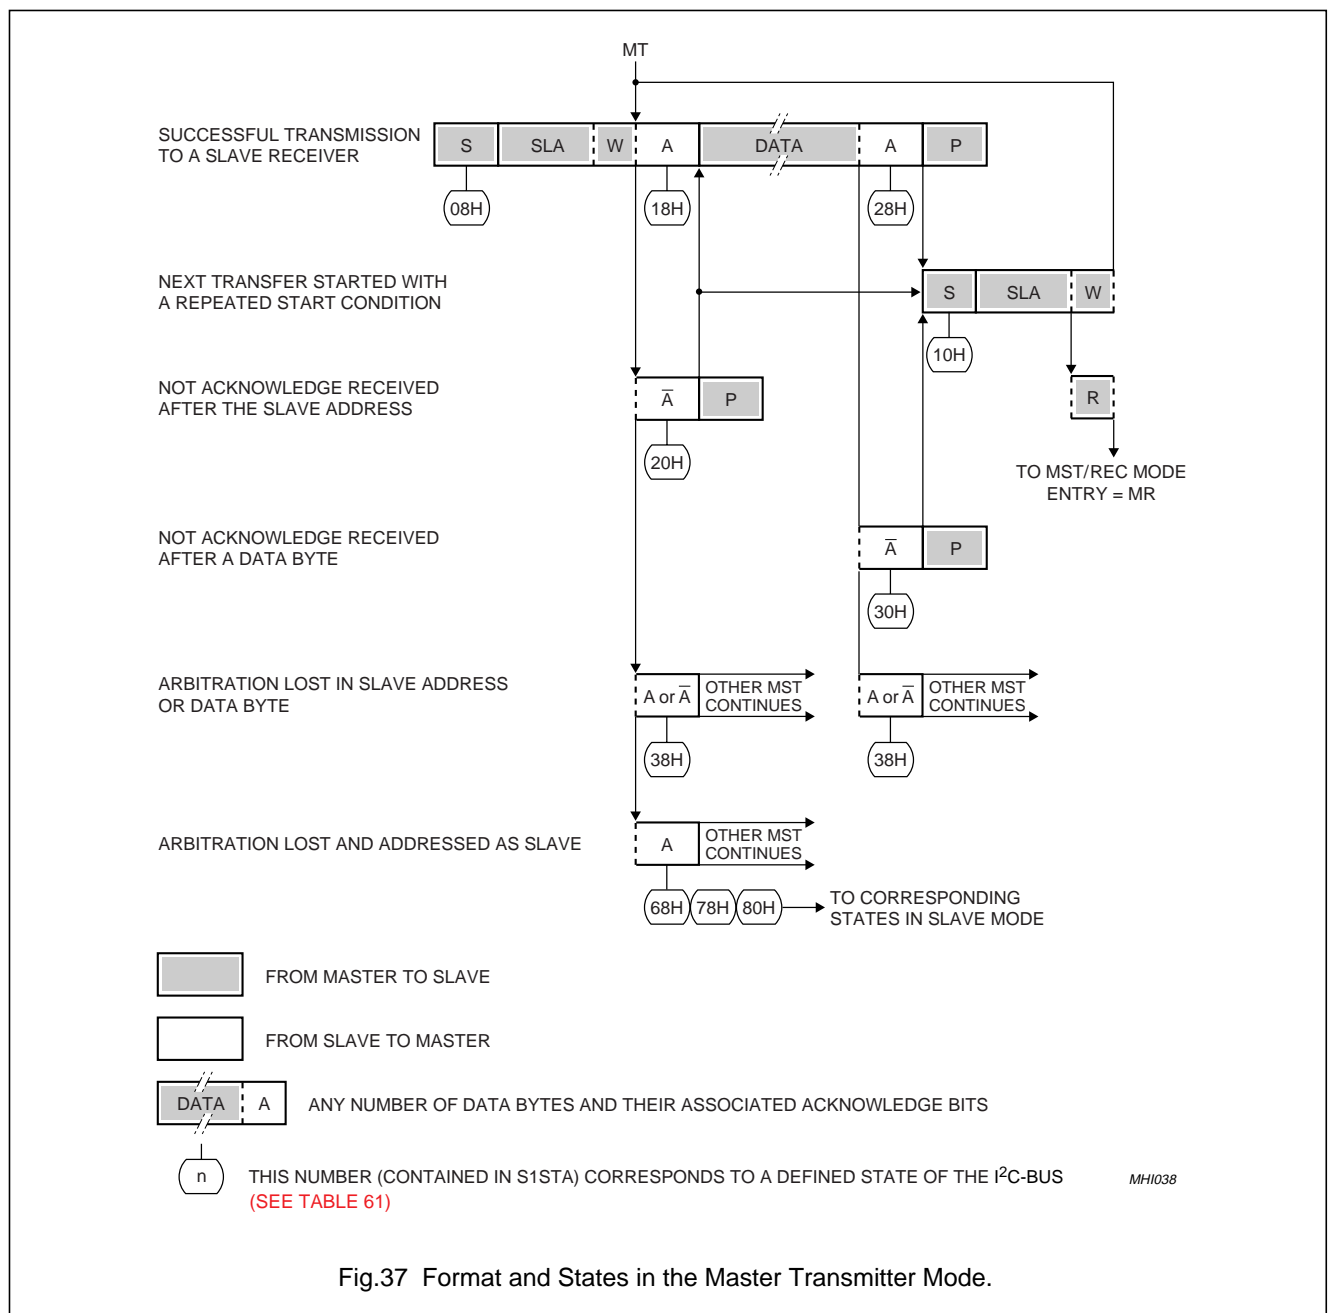 MT
SUCCESSFUL TRANSMISSION
TO A SLAVE RECEIVER
S SLA W A DATA A P
08H 18H 28H
NEXT TRANSFER STARTED WITH
A REPEATED START CONDITION
S SLA W
10H
NOT ACKNOWLEDGE RECEIVED
AFTER THE SLAVE ADDRESS
A̅ P
R
20H
TO MST/REC MODE
ENTRY = MR
NOT ACKNOWLEDGE RECEIVED
AFTER A DATA BYTE
A̅ P
30H
ARBITRATION LOST IN SLAVE ADDRESS
OR DATA BYTE
A or A̅
OTHER MST
CONTINUES
A or A̅
OTHER MST
CONTINUES
38H 38H
ARBITRATION LOST AND ADDRESSED AS SLAVE
A
OTHER MST
CONTINUES
68H 78H 80H
TO CORRESPONDING
STATES IN SLAVE MODE
FROM MASTER TO SLAVE
FROM SLAVE TO MASTER
DATA A ANY NUMBER OF DATA BYTES AND THEIR ASSOCIATED ACKNOWLEDGE BITS
n THIS NUMBER (CONTAINED IN S1STA) CORRESPONDS TO A DEFINED STATE OF THE I²C-BUS
(SEE TABLE 61)
MHI038
Fig.37 Format and States in the Master Transmitter Mode.